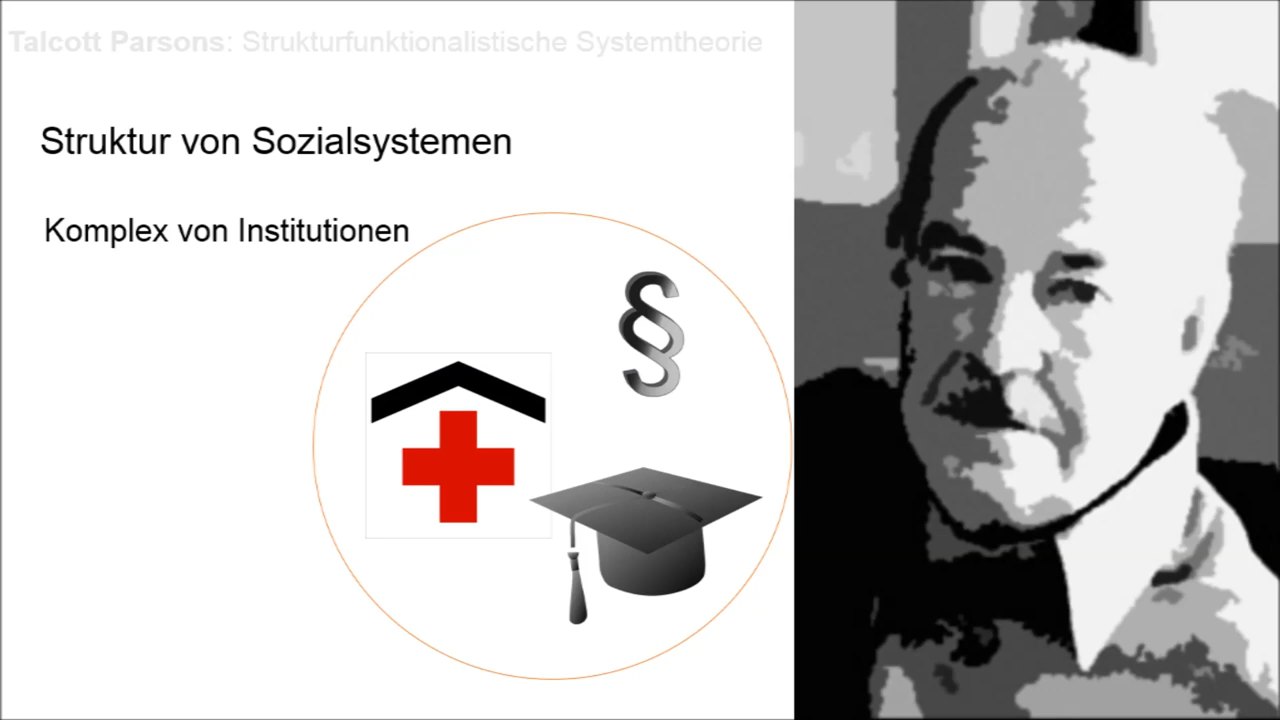 Talcott Parsons: Strukturfunktionalistische Systemtheorie
Struktur von Sozialsystemen
Komplex von Institutionen
§